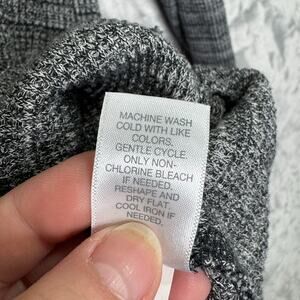 MACHINE WASH
COLD WITH LIKE
COLORS.
GENTLE CYCLE.
ONLY NON-
CHLORINE BLEACH
IF NEEDED.
RESHAPE AND
DRY FLAT.
COOL IRON IF
NEEDED.